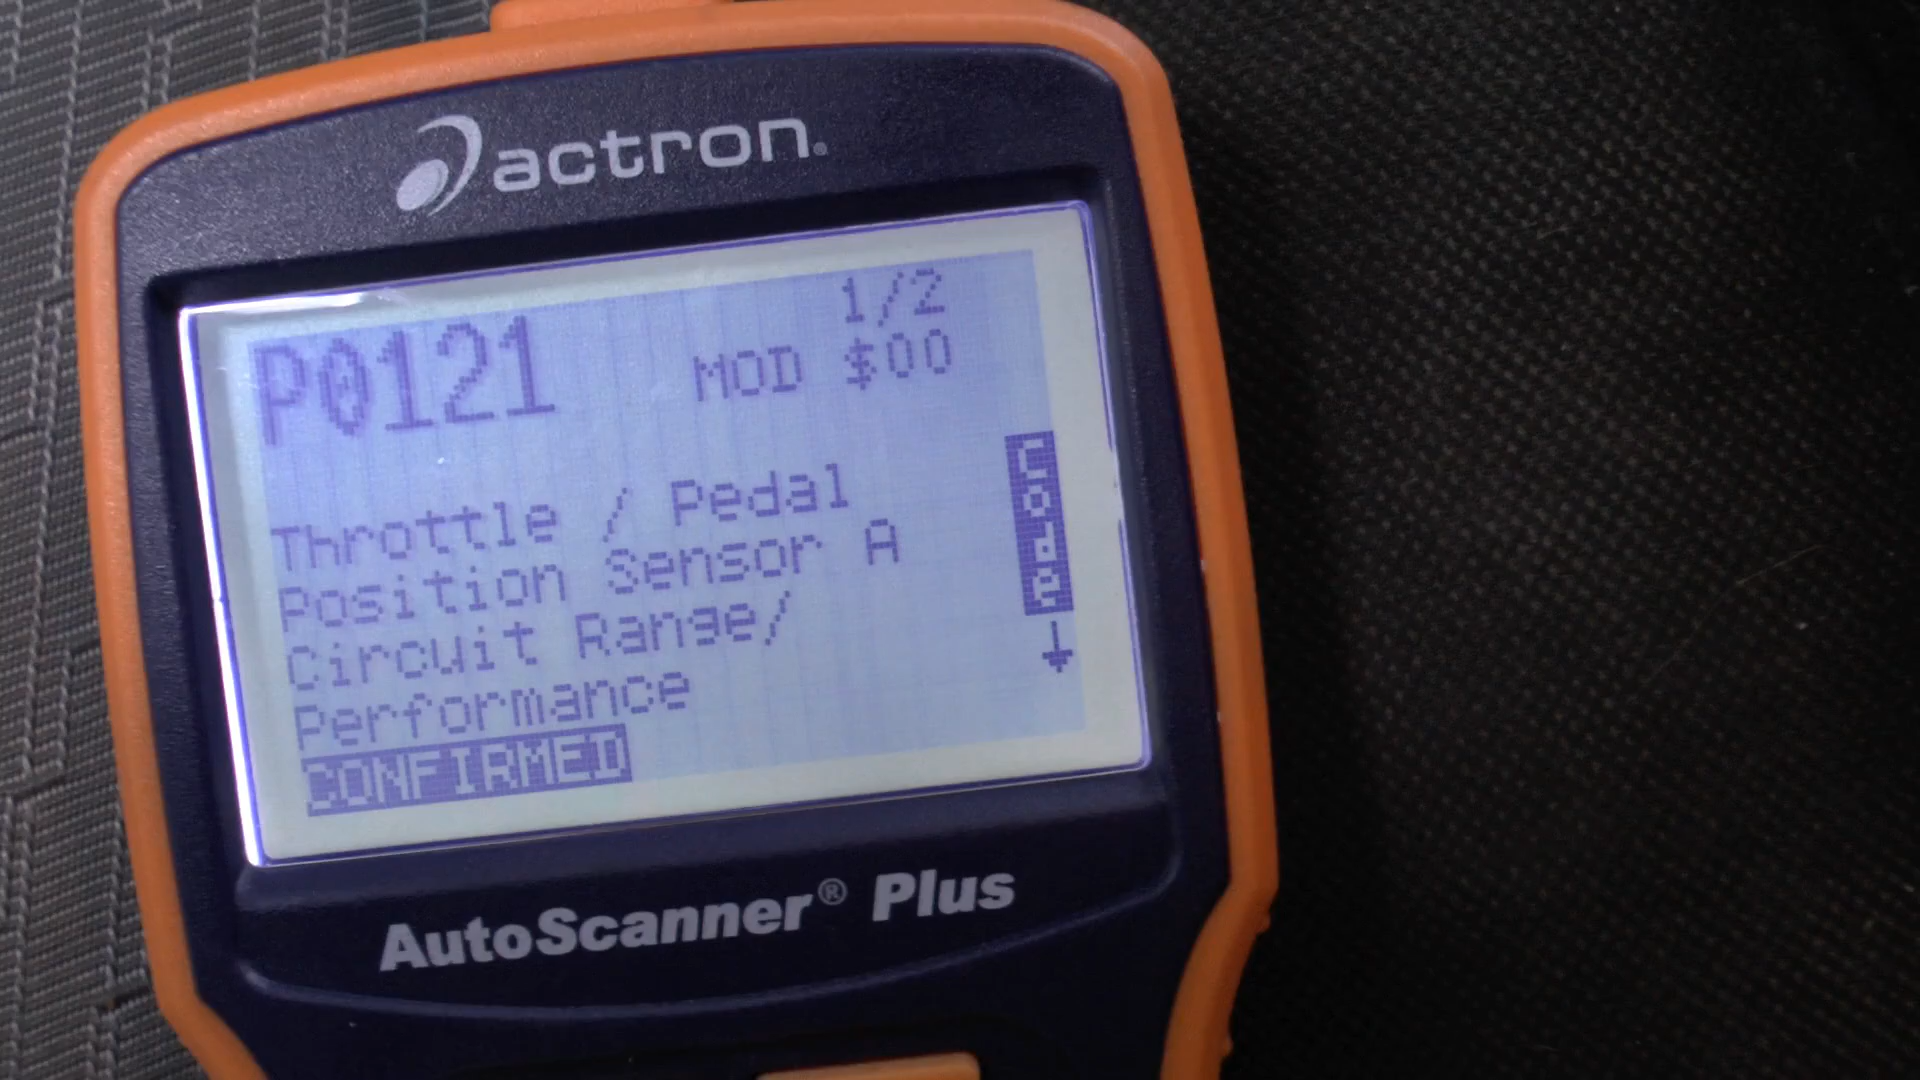 actron®
1/2
P0121 MOD $00
Throttle / Pedal
Position Sensor A
Circuit Range/
Performance
CONFIRMED
Code
AutoScanner® Plus